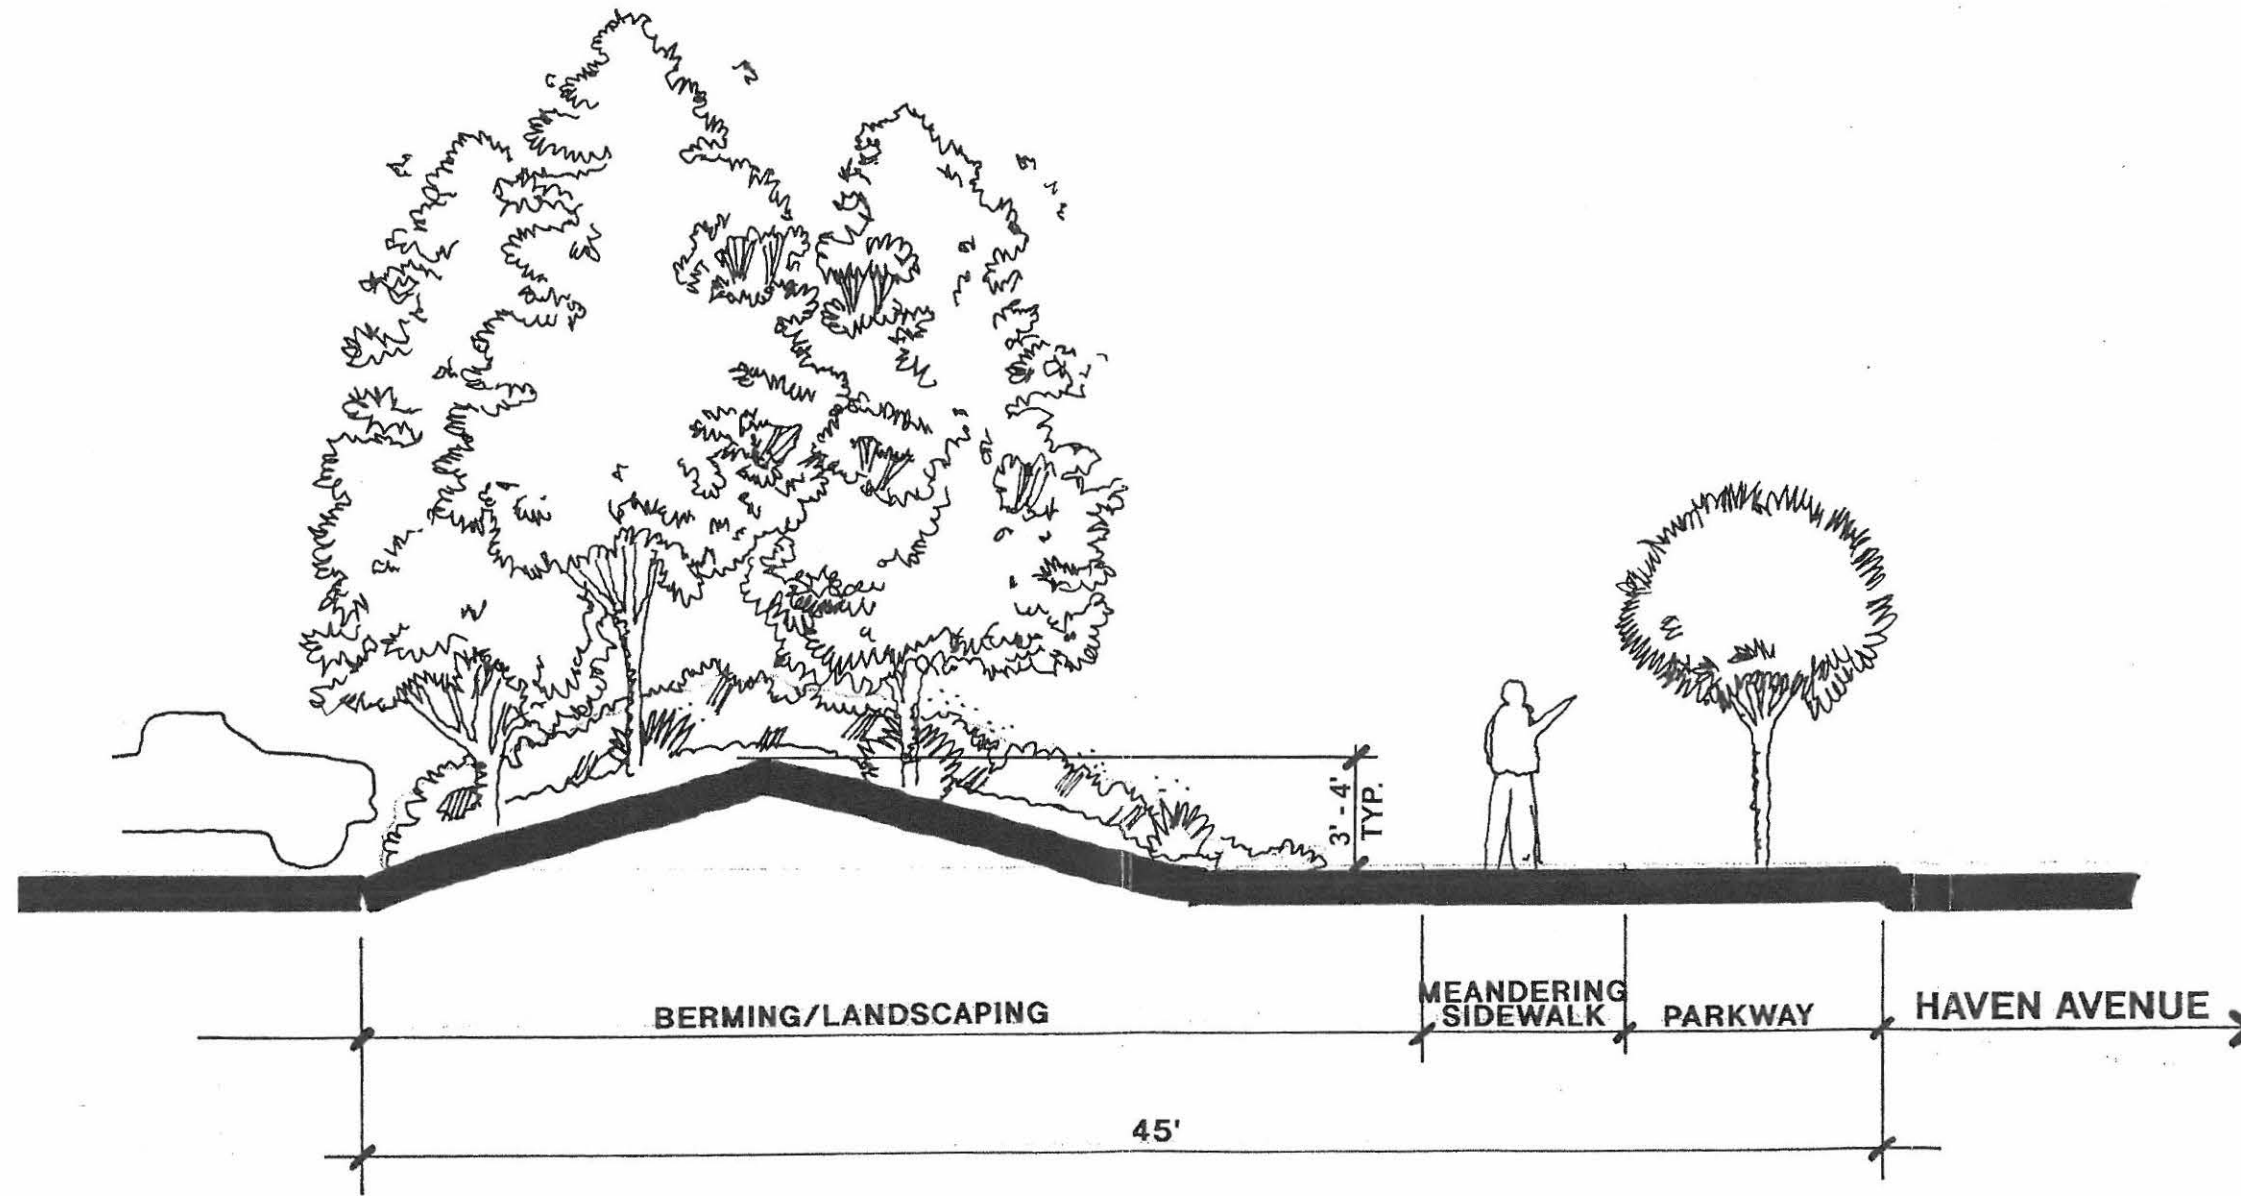 3'-4'
TYP.
BERMING/LANDSCAPING
MEANDERING
SIDEWALK
PARKWAY
HAVEN AVENUE
45'